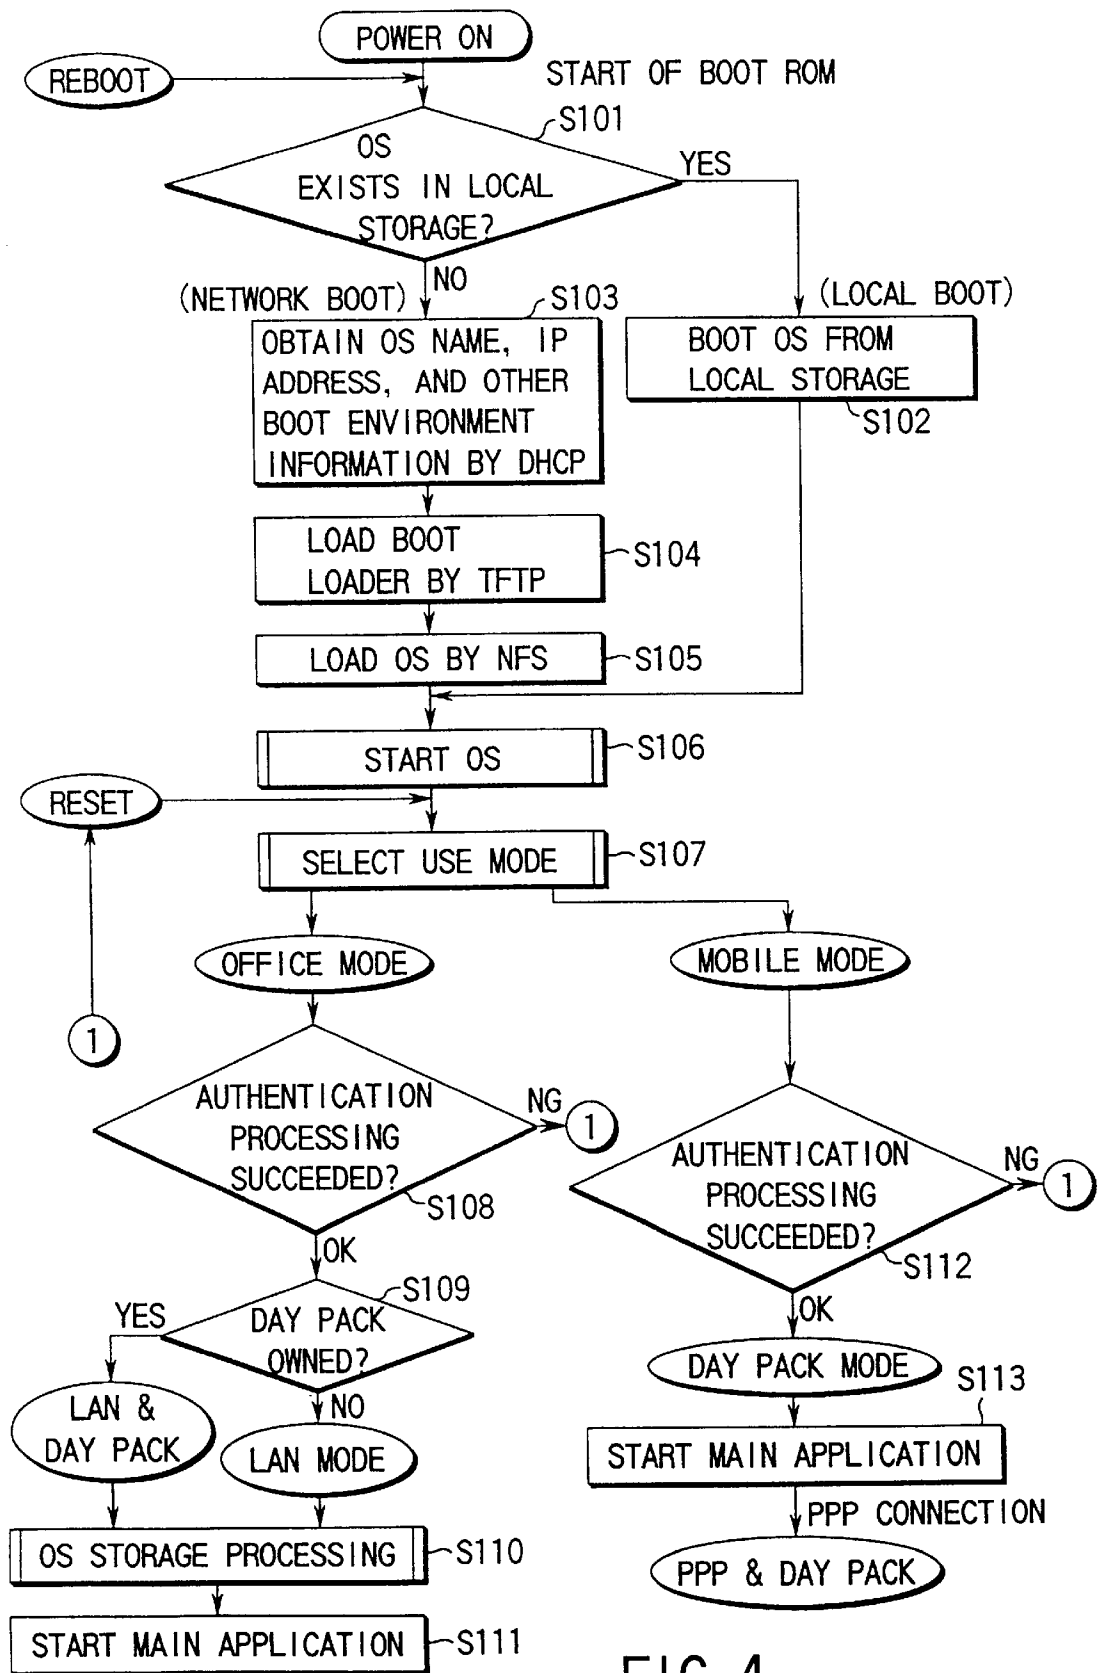 POWER ON
REBOOT
START OF BOOT ROM
S101
OS
EXISTS IN LOCAL
STORAGE?
YES
NO
(NETWORK BOOT)
S103
(LOCAL BOOT)
OBTAIN OS NAME, IP
ADDRESS, AND OTHER
BOOT ENVIRONMENT
INFORMATION BY DHCP
BOOT OS FROM
LOCAL STORAGE
S102
LOAD BOOT
LOADER BY TFTP
S104
LOAD OS BY NFS
S105
START OS
S106
RESET
SELECT USE MODE
S107
OFFICE MODE
MOBILE MODE
1
AUTHENTICATION
PROCESSING
SUCCEEDED?
NG
1
S108
AUTHENTICATION
PROCESSING
SUCCEEDED?
NG
1
S112
OK
OK
S109
DAY PACK
OWNED?
YES
NO
LAN &
DAY PACK
LAN MODE
DAY PACK MODE
S113
START MAIN APPLICATION
PPP CONNECTION
PPP & DAY PACK
OS STORAGE PROCESSING
S110
START MAIN APPLICATION
S111
FIG. 4